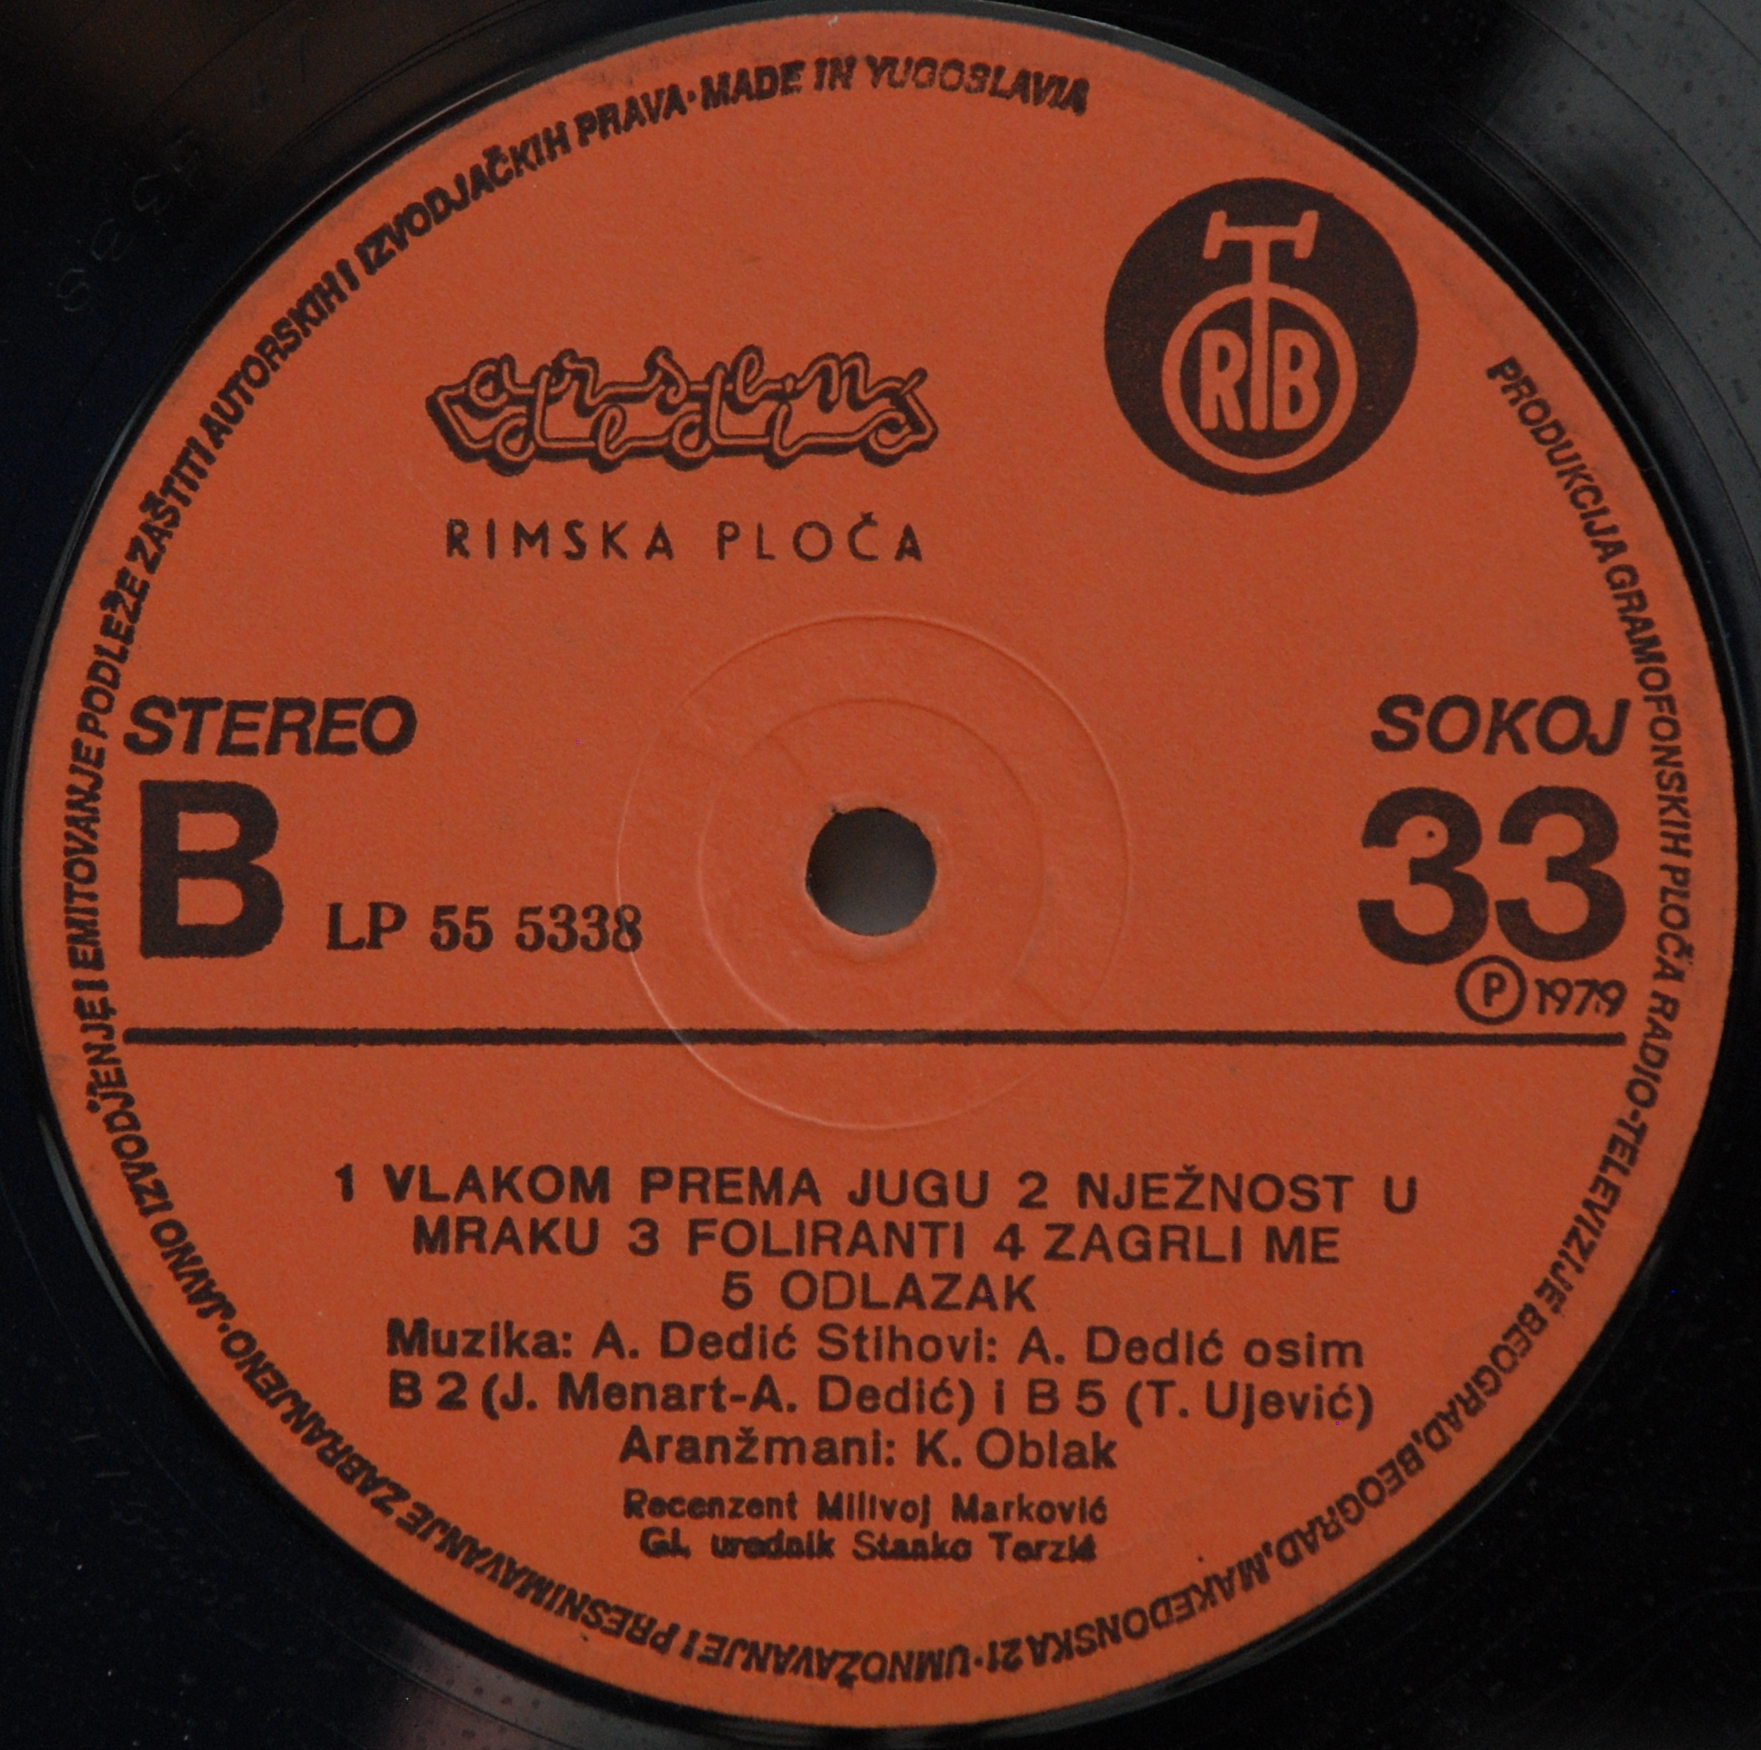 PRODUKCIJA GRAMOFONSKIH PLOČA RADIO-TELEVIZIJE BEOGRAD, BEOGRAD, MAKEDONSKA 21 · UMNOŽAVANJE I PRESNIMAVANJE ZABRANJENO · JAVNO IZVODJENJE I EMITOVANJE PODLEŽE ZAŠTITI AUTORSKIH I IZVODJAČKIH PRAVA · MADE IN YUGOSLAVIA
RTB
arsen
dedić
RIMSKA PLOČA
STEREO
SOKOJ
B
LP 55 5338
33
Ⓟ 1979
1 VLAKOM PREMA JUGU 2 NJEŽNOST U
MRAKU 3 FOLIRANTI 4 ZAGRLI ME
5 ODLAZAK
Muzika: A. Dedić Stihovi: A. Dedić osim
B 2 (J. Menart-A. Dedić) i B 5 (T. Ujević)
Aranžmani: K. Oblak
Recenzent Milivoj Marković
Gl. urednik Stanko Terzić